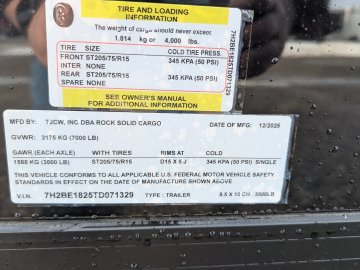 TIRE AND LOADING
INFORMATION
The weight of cargo should never exceed
1,814 kg or 4,000 lbs.
TIRE SIZE COLD TIRE PRESS.
FRONT ST205/75/R15 345 KPA (50 PSI)
INTER NONE
REAR ST205/75/R15 345 KPA (50 PSI)
SPARE NONE
SEE OWNER'S MANUAL
FOR ADDITIONAL INFORMATION
7H2BE1825TD071329
MFD BY: TJCW, INC DBA ROCK SOLID CARGO DATE OF MFG: 12/2025
GVWR: 3175 KG (7000 LB)
GAWR (EACH AXLE) WITH TIRES RIMS AT COLD
1588 KG (3500 LB) ST205/75/R15 D15 X 5 J 345 KPA (50 PSI) SINGLE
THIS VEHICLE CONFORMS TO ALL APPLICABLE U.S. FEDERAL MOTOR VEHICLE SAFETY
STANDARDS IN EFFECT ON THE DATE OF MANUFACTURE SHOWN ABOVE.
V.I.N. 7H2BE1825TD071329 TYPE : TRAILER 8.5 X 18 CH - 3500LB